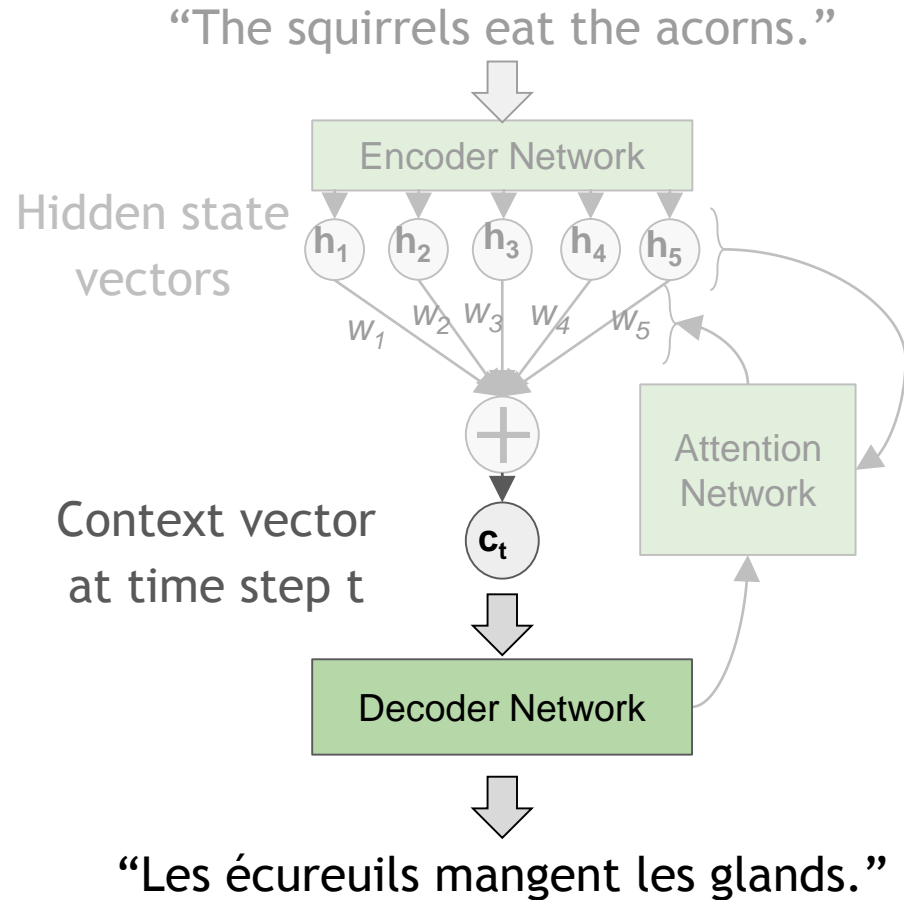 “The squirrels eat the acorns.”
Encoder Network
Hidden state
vectors
h₁ h₂ h₃ h₄ h₅
w₁ w₂ w₃ w₄ w₅
+
Attention
Network
Context vector
at time step t
cₜ
Decoder Network
“Les écureuils mangent les glands.”